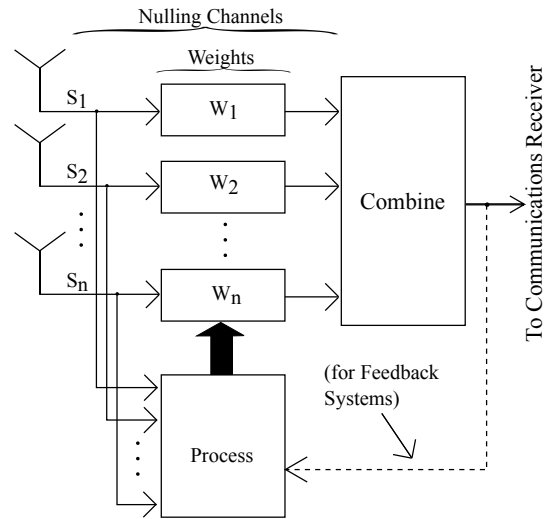 Nulling Channels
Weights
S1
W1
S2
W2
Combine
Sn
Wn
To Communications Receiver
(for Feedback
Systems)
Process